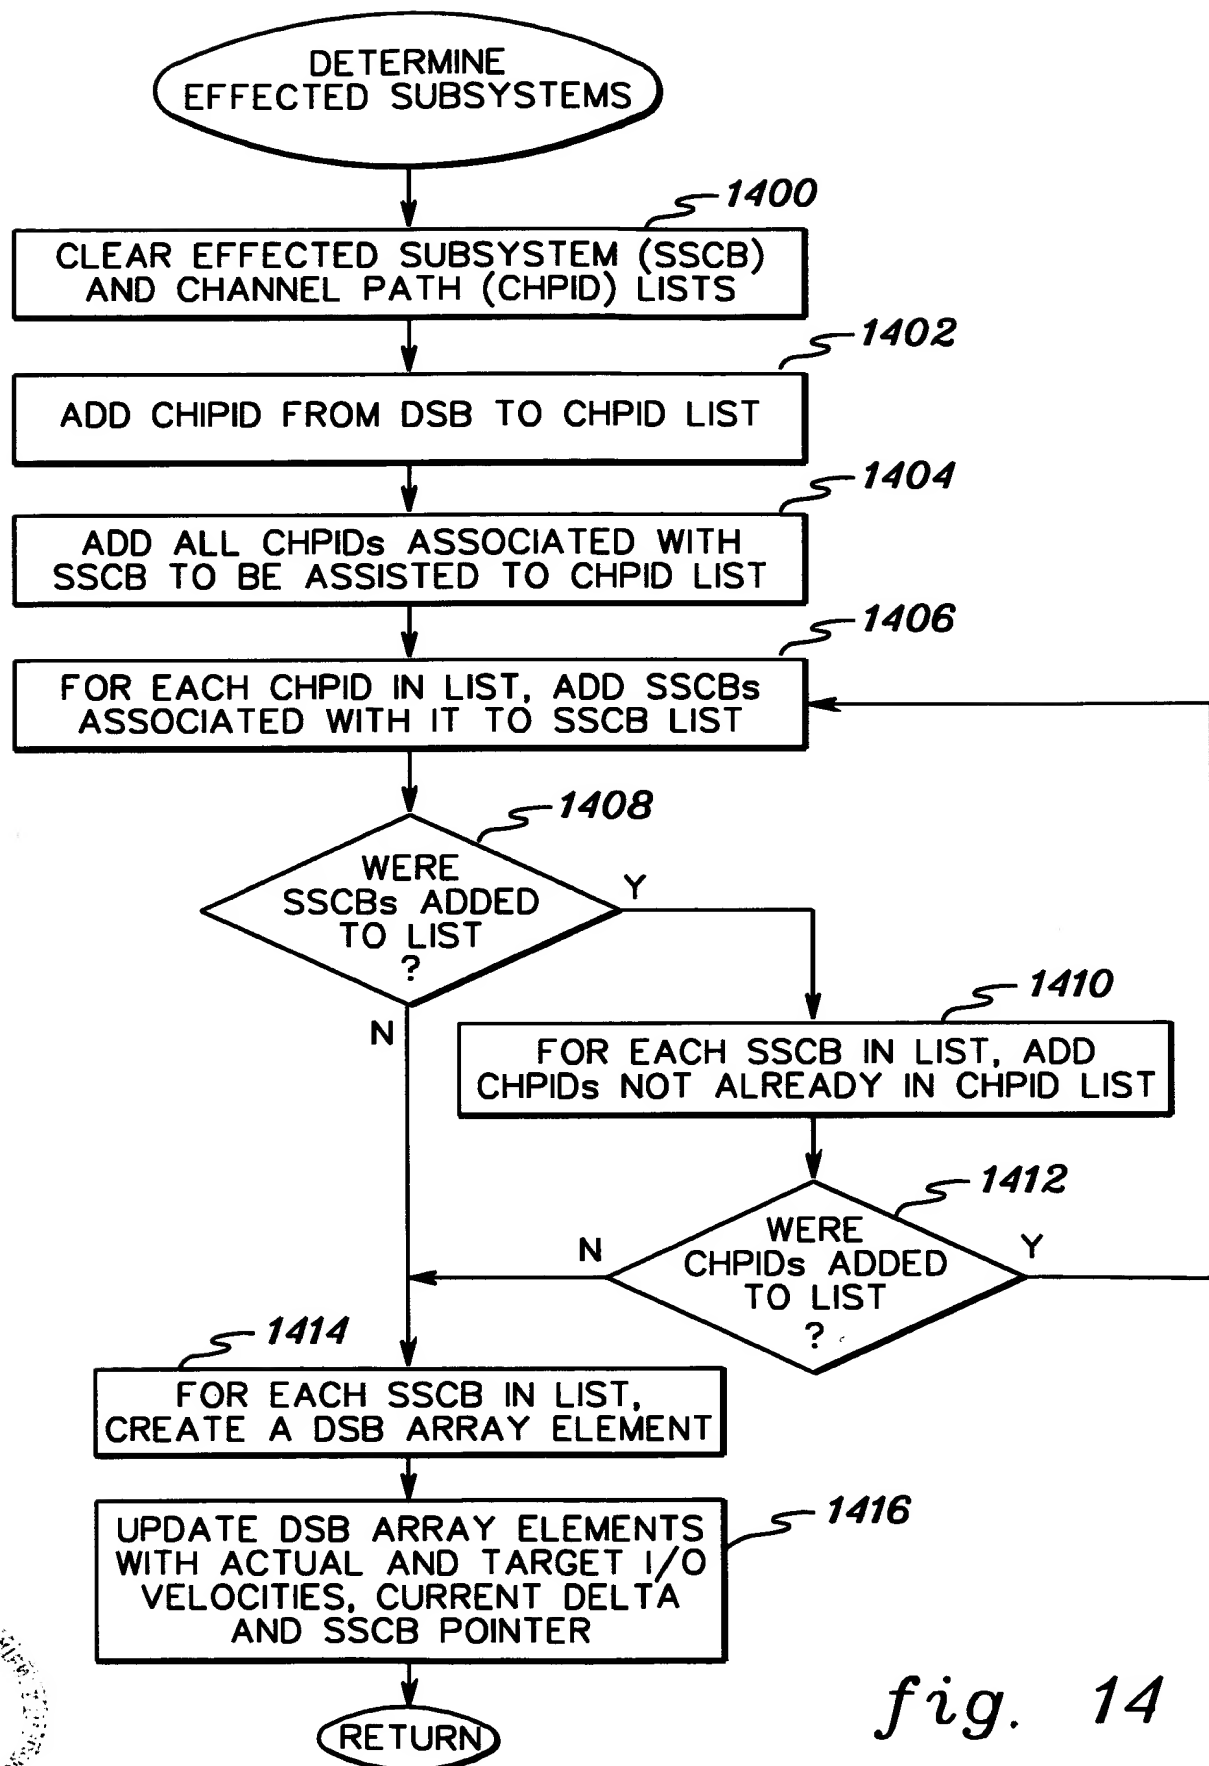 DETERMINE
EFFECTED SUBSYSTEMS
1400
CLEAR EFFECTED SUBSYSTEM (SSCB)
AND CHANNEL PATH (CHPID) LISTS
1402
ADD CHIPID FROM DSB TO CHPID LIST
1404
ADD ALL CHPIDs ASSOCIATED WITH
SSCB TO BE ASSISTED TO CHPID LIST
1406
FOR EACH CHPID IN LIST, ADD SSCBs
ASSOCIATED WITH IT TO SSCB LIST
1408
WERE
SSCBs ADDED
TO LIST
?
Y
N
1410
FOR EACH SSCB IN LIST, ADD
CHPIDs NOT ALREADY IN CHPID LIST
1412
WERE
CHPIDs ADDED
TO LIST
?
N
Y
1414
FOR EACH SSCB IN LIST,
CREATE A DSB ARRAY ELEMENT
1416
UPDATE DSB ARRAY ELEMENTS
WITH ACTUAL AND TARGET I/O
VELOCITIES, CURRENT DELTA
AND SSCB POINTER
RETURN
fig. 14